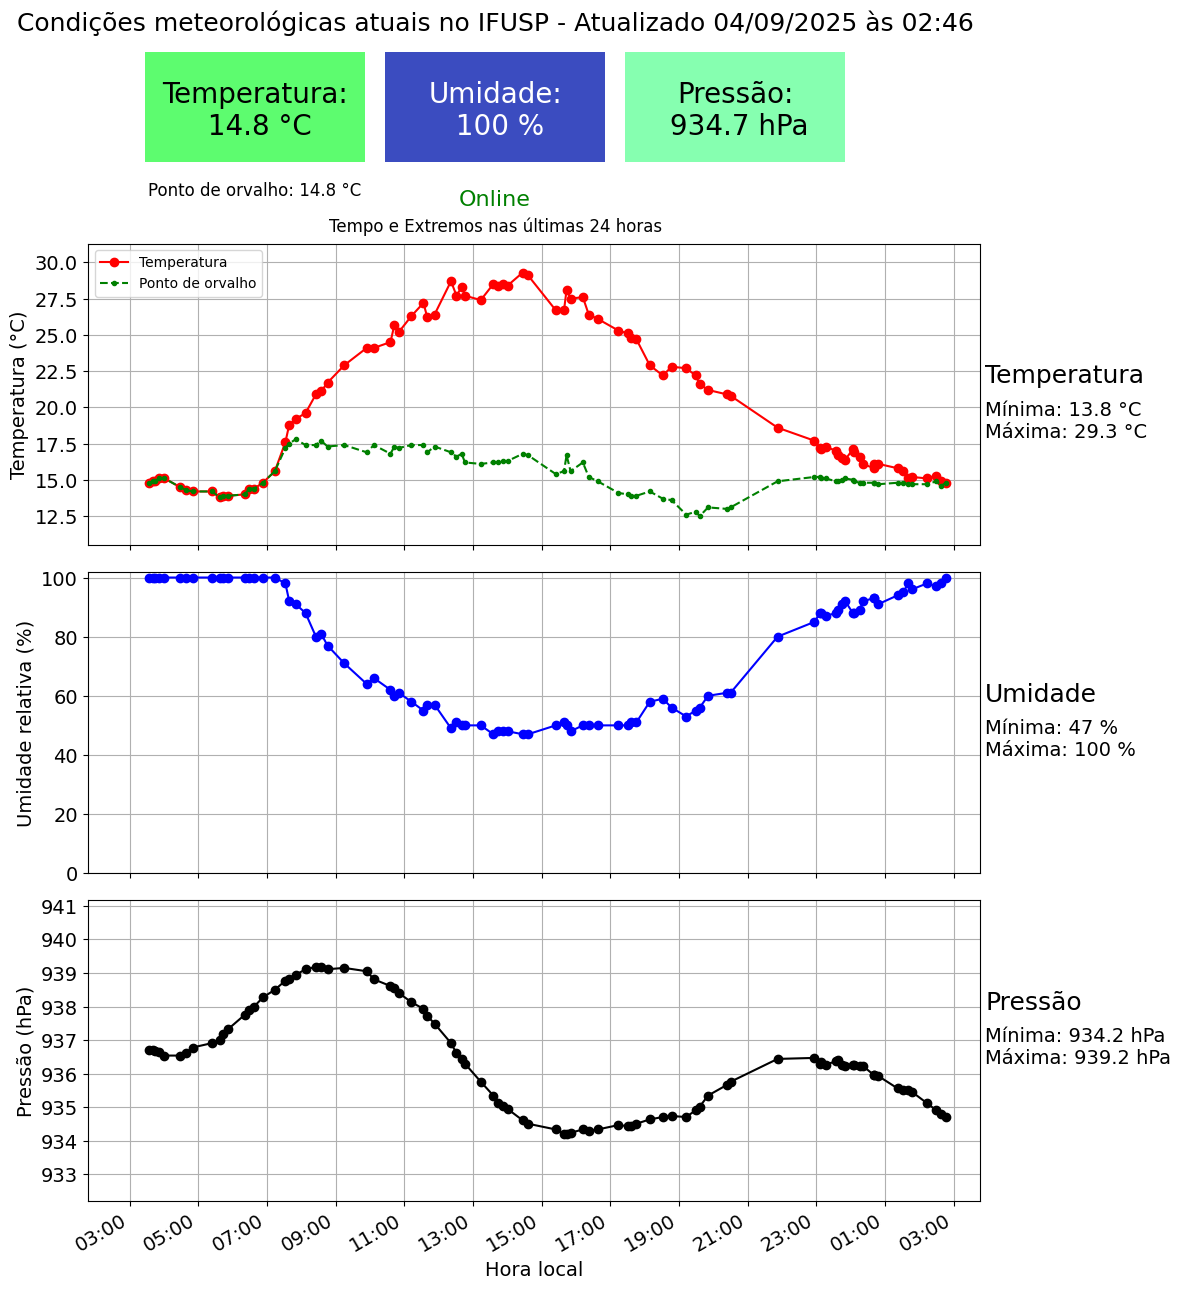 Condições meteorológicas atuais no IFUSP - Atualizado 04/09/2025 às 02:46
Temperatura:
14.8 °C
Umidade:
100 %
Pressão:
934.7 hPa
Ponto de orvalho: 14.8 °C
Online
Tempo e Extremos nas últimas 24 horas
Temperatura
Ponto de orvalho
Temperatura (°C)
30.0
27.5
25.0
22.5
20.0
17.5
15.0
12.5
Temperatura
Mínima: 13.8 °C
Máxima: 29.3 °C
Umidade relativa (%)
100
80
60
40
20
0
Umidade
Mínima: 47 %
Máxima: 100 %
Pressão (hPa)
941
940
939
938
937
936
935
934
933
Pressão
Mínima: 934.2 hPa
Máxima: 939.2 hPa
03:00
05:00
07:00
09:00
11:00
13:00
15:00
17:00
19:00
21:00
23:00
01:00
03:00
Hora local